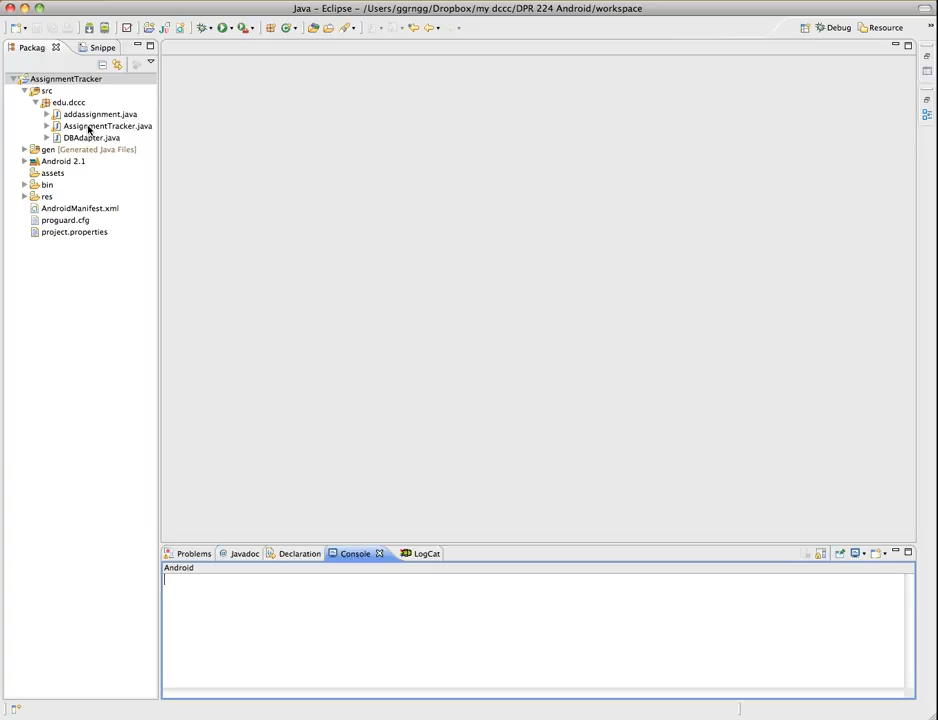 Java – Eclipse – /Users/ggrngg/Dropbox/my dccc/DPR 224 Android/workspace
Debug
Resource
Packag
Snippe
AssignmentTracker
src
edu.dccc
addassignment.java
AssignmentTracker.java
DBAdapter.java
gen [Generated Java Files]
Android 2.1
assets
bin
res
AndroidManifest.xml
proguard.cfg
project.properties
Problems
Javadoc
Declaration
Console
LogCat
Android